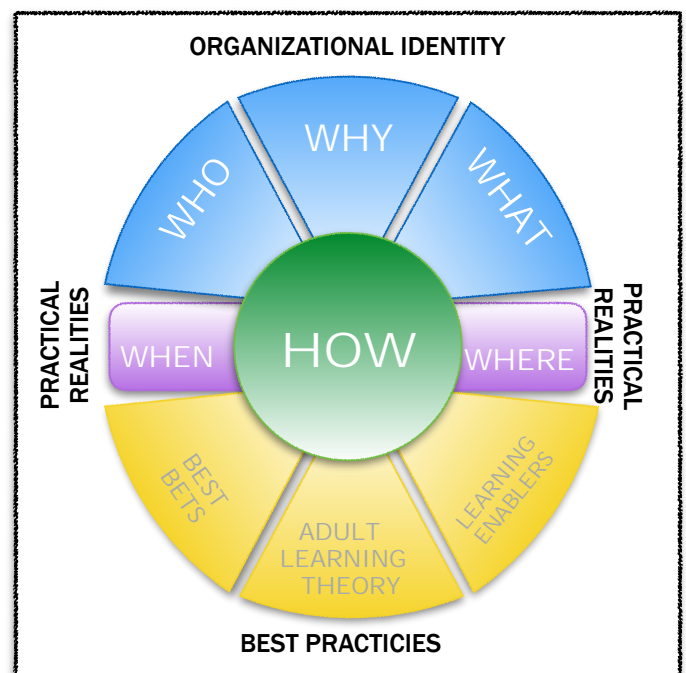 ORGANIZATIONAL IDENTITY
WHY
WHO
WHAT
PRACTICAL
REALITIES
WHEN
HOW
WHERE
PRACTICAL
REALITIES
BEST
BETS
ADULT
LEARNING
THEORY
LEARNING
ENABLERS
BEST PRACTICIES